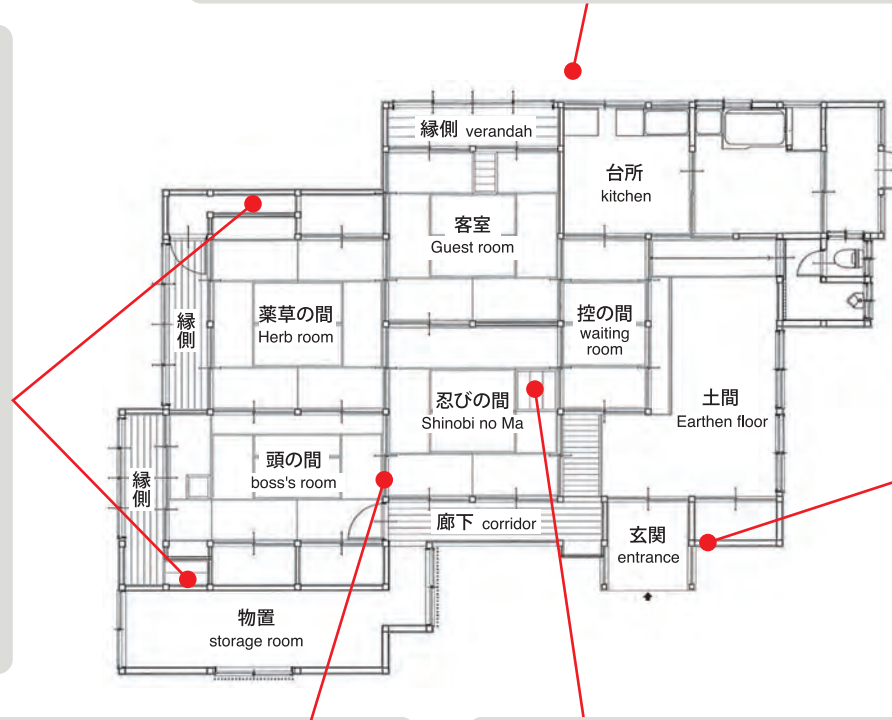 縁側 verandah
台所
kitchen
客室
Guest room
薬草の間
Herb room
控の間
waiting
room
縁側
忍びの間
Shinobi no Ma
土間
Earthen floor
頭の間
boss's room
縁側
廊下 corridor
玄関
entrance
物置
storage room